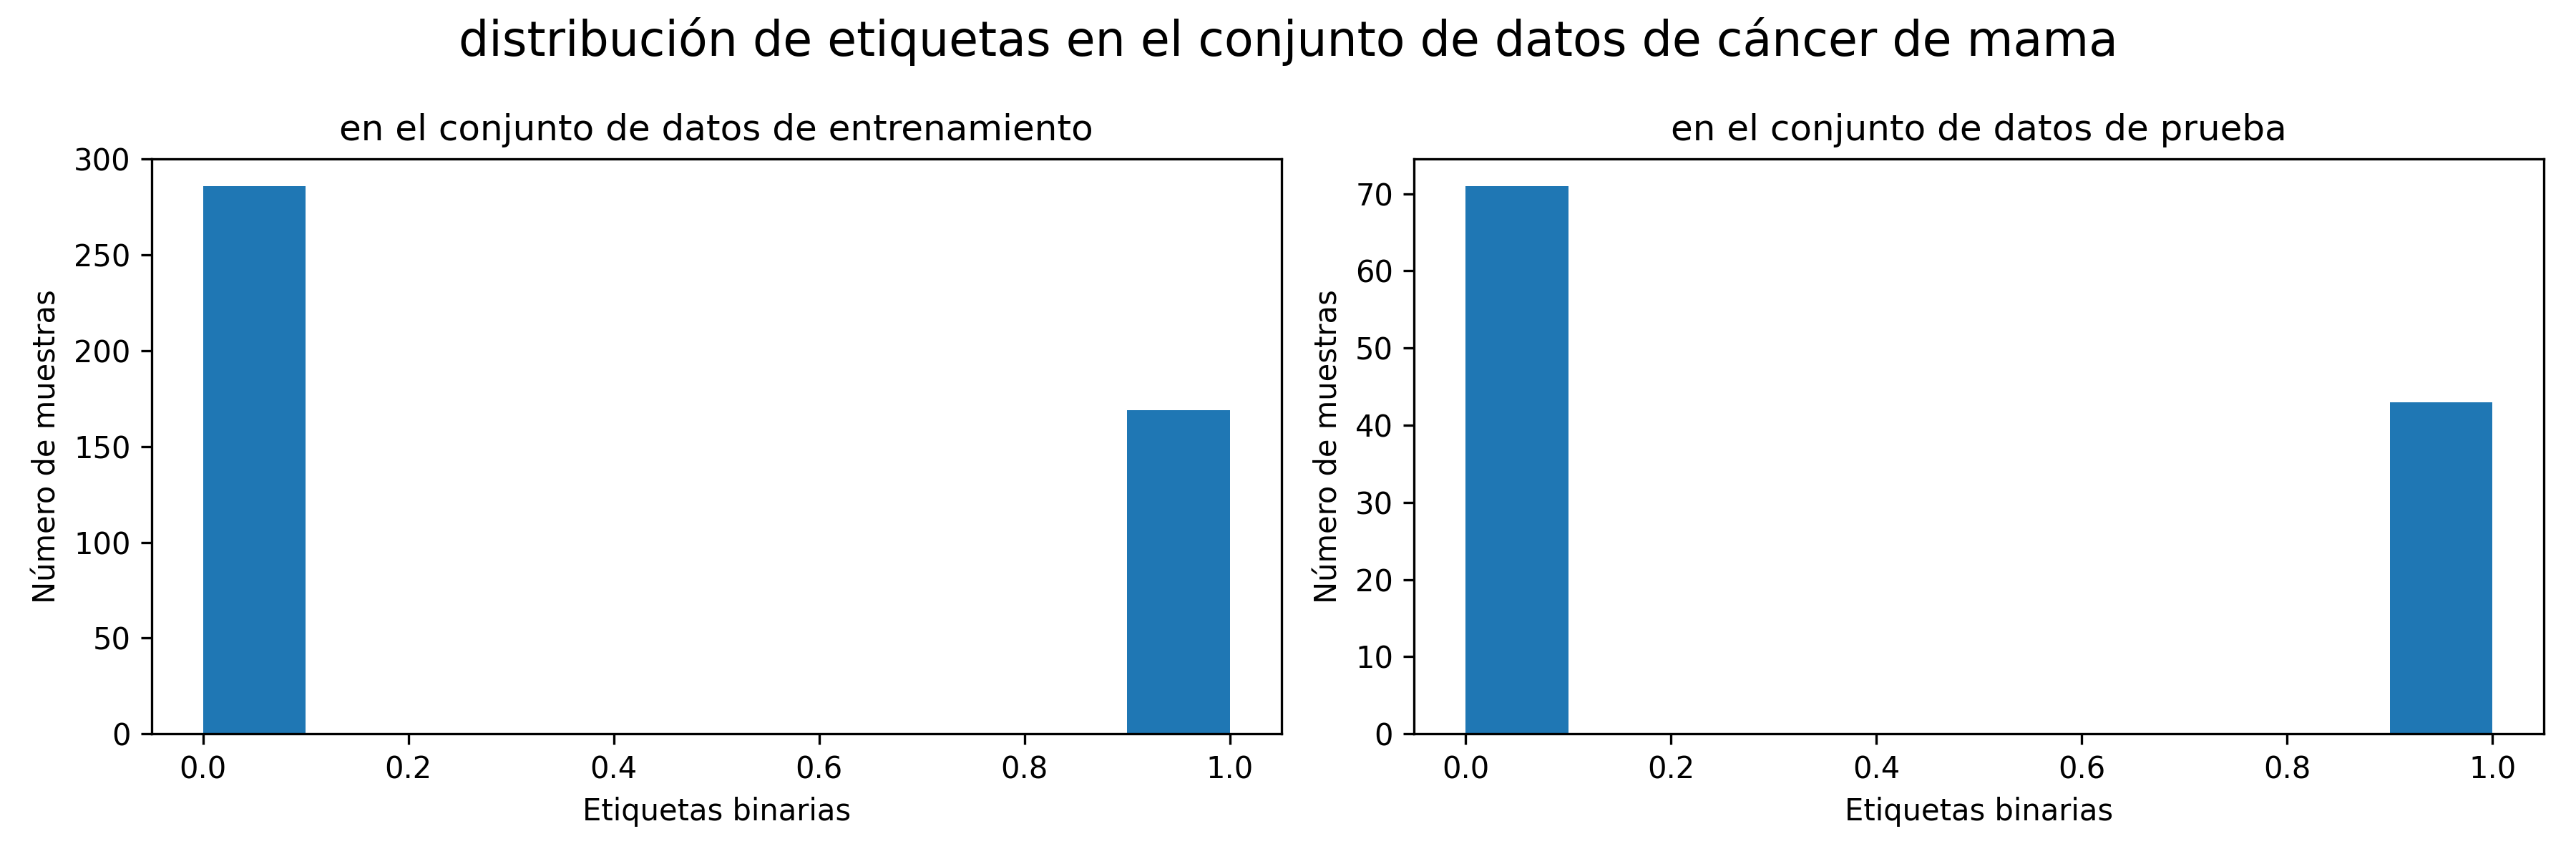 distribución de etiquetas en el conjunto de datos de cáncer de mama
en el conjunto de datos de entrenamiento
300
250
200
150
100
50
0
Número de muestras
0.0 0.2 0.4 0.6 0.8 1.0
Etiquetas binarias
en el conjunto de datos de prueba
70
60
50
40
30
20
10
0
Número de muestras
0.0 0.2 0.4 0.6 0.8 1.0
Etiquetas binarias